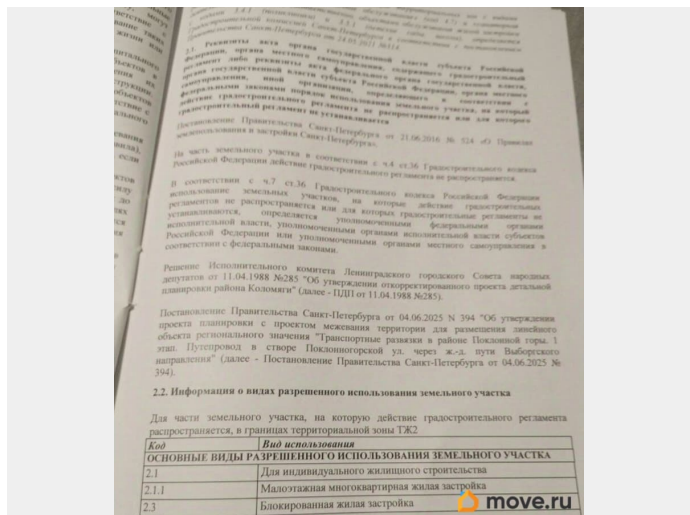 с видами
Градостроительной комиссией Санкт-Петербурга
Правительства Санкт-Петербурга от 24.05.2021 №314.
2.1. Реквизиты акта органа государственной власти субъекта Российской
Федерации, органа местного самоуправления, содержащего градостроительный
регламент либо реквизиты акта федерального органа государственной власти,
органа государственной власти субъекта Российской Федерации, органа местного
самоуправления, иной организации, определяющего в соответствии с
федеральными законами порядок использования земельного участка, на который
действие градостроительного регламента не распространяется или для которого
градостроительный регламент не устанавливается
Постановление Правительства Санкт-Петербурга от 21.06.2016 № 524 «О Правилах
землепользования и застройки Санкт-Петербурга».
На часть земельного участка в соответствии с ч.4 ст.36 Градостроительного кодекса
Российской Федерации действие градостроительного регламента не распространяется.
В соответствии с ч.7 ст.36 Градостроительного кодекса Российской Федерации
использование земельных участков, на которые действие градостроительных
регламентов не распространяется или для которых градостроительные регламенты не
устанавливаются, определяется уполномоченными федеральными органами
исполнительной власти, уполномоченными органами исполнительной власти субъектов
Российской Федерации или уполномоченными органами местного самоуправления в
соответствии с федеральными законами.
Решение Исполнительного комитета Ленинградского городского Совета народных
депутатов от 11.04.1988 №285 "Об утверждении откорректированного проекта детальной
планировки района Коломяги" (далее - ПДП от 11.04.1988 №285).
Постановление Правительства Санкт-Петербурга от 04.06.2025 N 394 "Об утверждении
проекта планировки с проектом межевания территории для размещения линейного
объекта регионального значения "Транспортные развязки в районе Поклонной горы. 1
этап. Путепровод в створе Поклонногорской ул. через ж.-д. пути Выборгского
направления" (далее - Постановление Правительства Санкт-Петербурга от 04.06.2025 №
394).
2.2. Информация о видах разрешенного использования земельного участка
Для части земельного участка, на которую действие градостроительного регламента
распространяется, в границах территориальной зоны ТЖ2
Код Вид использования
ОСНОВНЫЕ ВИДЫ РАЗРЕШЕННОГО ИСПОЛЬЗОВАНИЯ ЗЕМЕЛЬНОГО УЧАСТКА
2.1 Для индивидуального жилищного строительства
2.1.1 Малоэтажная многоквартирная жилая застройка
2.3 Блокированная жилая застройка
move.ru